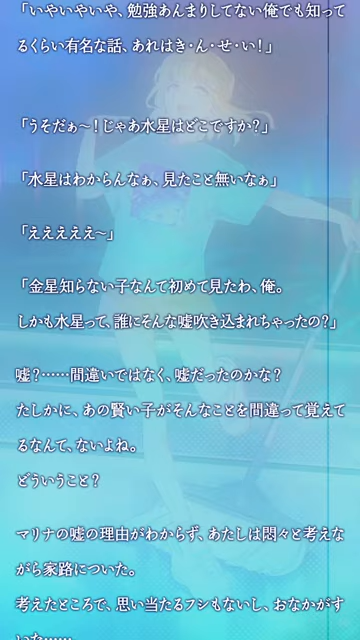 「いやいやいや、勉強あんまりしてない俺でも知って
るくらい有名な話、あれはき・ん・せ・い！」
「うそだぁ～！じゃあ水星はどこですか？」
「水星はわからんなぁ、見たこと無いなぁ」
「えええええ～」
「金星知らない子なんて初めて見たわ、俺。
しかも水星って、誰にそんな嘘吹き込まれちゃったの？」
嘘？……間違いではなく、嘘だったのかな？
たしかに、あの賢い子がそんなことを間違って覚えて
るなんて、ないよね。
どういうこと？
マリナの嘘の理由がわからず、あたしは悶々と考えな
がら家路についた。
考えたところで、思い当たるフシもないし、おなかがす
いた……